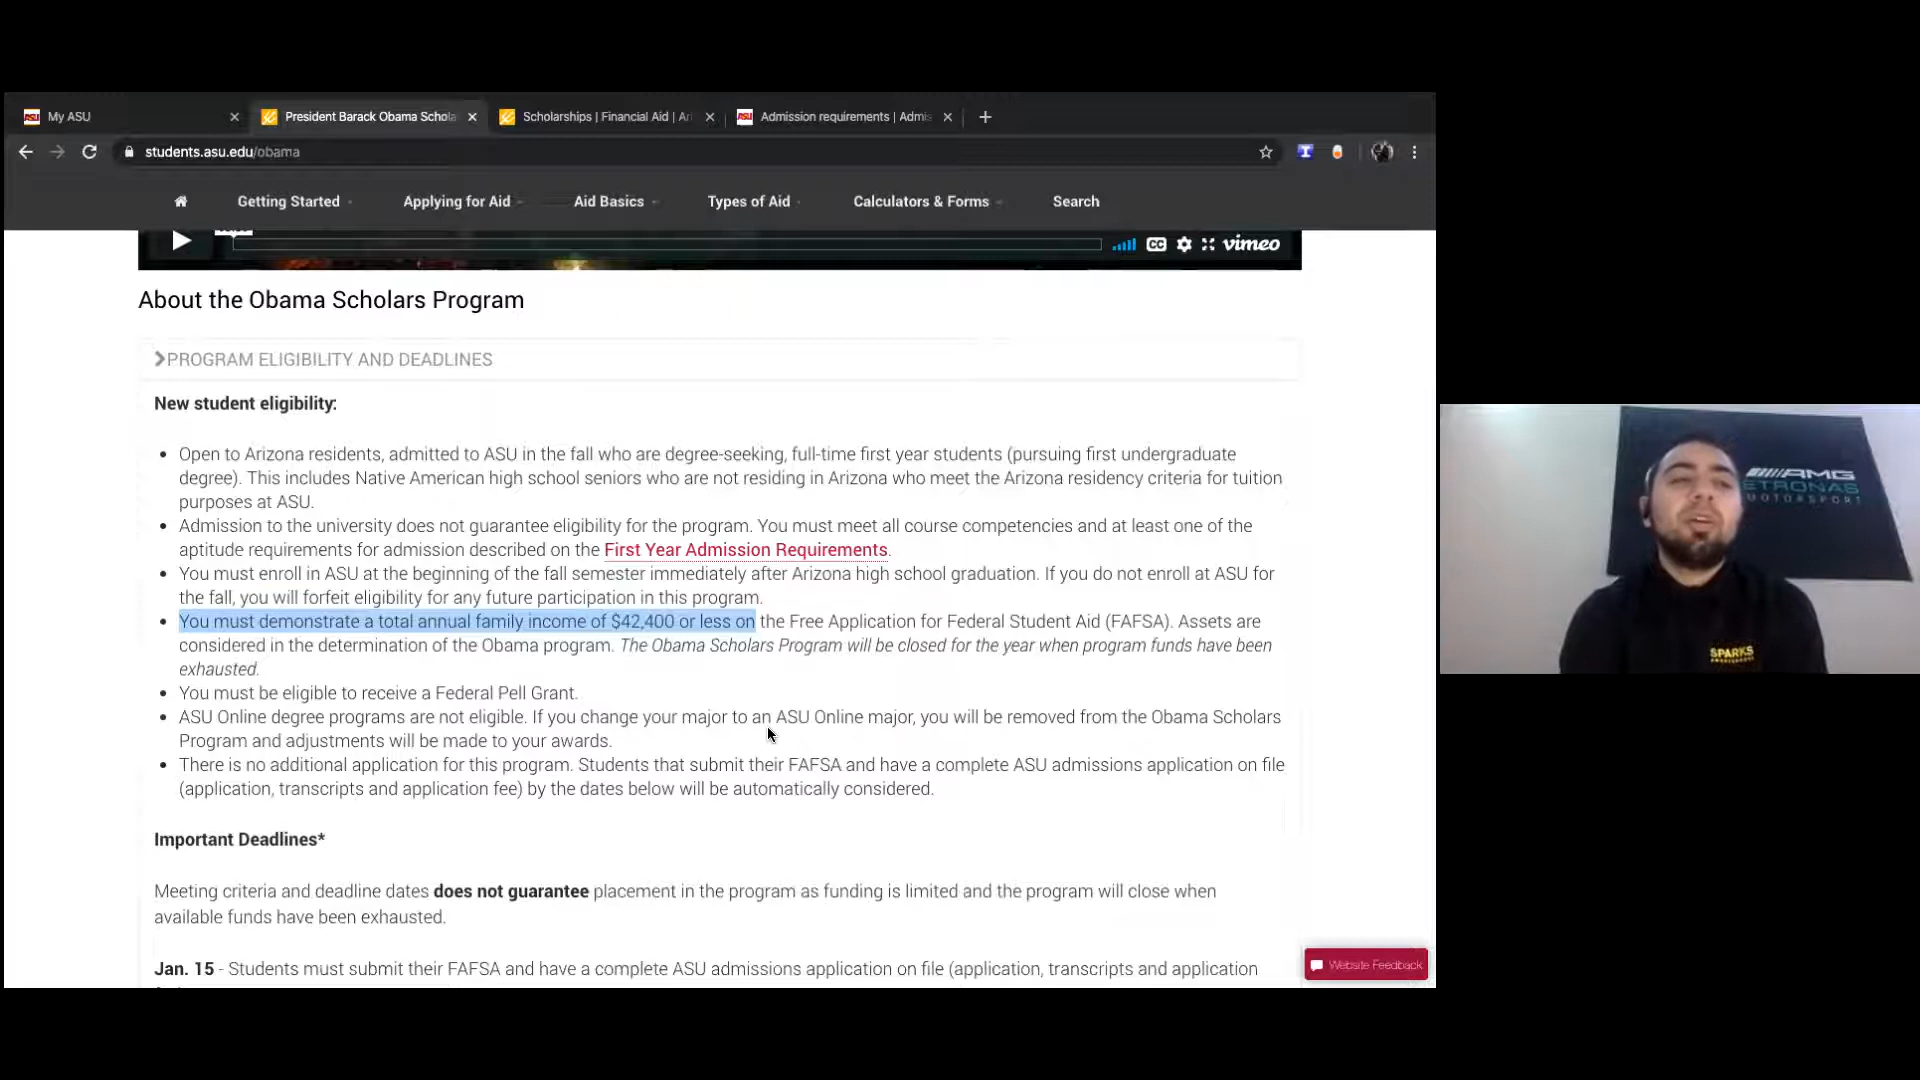 My ASU
President Barack Obama Schola
Scholarships | Financial Aid | Ari
Admission requirements | Admis
students.asu.edu/obama
Getting Started
Applying for Aid
Aid Basics
Types of Aid
Calculators & Forms
Search
CC
vimeo
About the Obama Scholars Program
PROGRAM ELIGIBILITY AND DEADLINES
New student eligibility:
• Open to Arizona residents, admitted to ASU in the fall who are degree-seeking, full-time first year students (pursuing first undergraduate
degree). This includes Native American high school seniors who are not residing in Arizona who meet the Arizona residency criteria for tuition
purposes at ASU.
• Admission to the university does not guarantee eligibility for the program. You must meet all course competencies and at least one of the
aptitude requirements for admission described on the First Year Admission Requirements.
• You must enroll in ASU at the beginning of the fall semester immediately after Arizona high school graduation. If you do not enroll at ASU for
the fall, you will forfeit eligibility for any future participation in this program.
• You must demonstrate a total annual family income of $42,400 or less on the Free Application for Federal Student Aid (FAFSA). Assets are
considered in the determination of the Obama program. The Obama Scholars Program will be closed for the year when program funds have been
exhausted.
• You must be eligible to receive a Federal Pell Grant.
• ASU Online degree programs are not eligible. If you change your major to an ASU Online major, you will be removed from the Obama Scholars
Program and adjustments will be made to your awards.
• There is no additional application for this program. Students that submit their FAFSA and have a complete ASU admissions application on file
(application, transcripts and application fee) by the dates below will be automatically considered.
Important Deadlines*
Meeting criteria and deadline dates does not guarantee placement in the program as funding is limited and the program will close when
available funds have been exhausted.
Jan. 15 - Students must submit their FAFSA and have a complete ASU admissions application on file (application, transcripts and application
Website Feedback
AMG
ETRONAS
MOTORSPORT
SPARKS